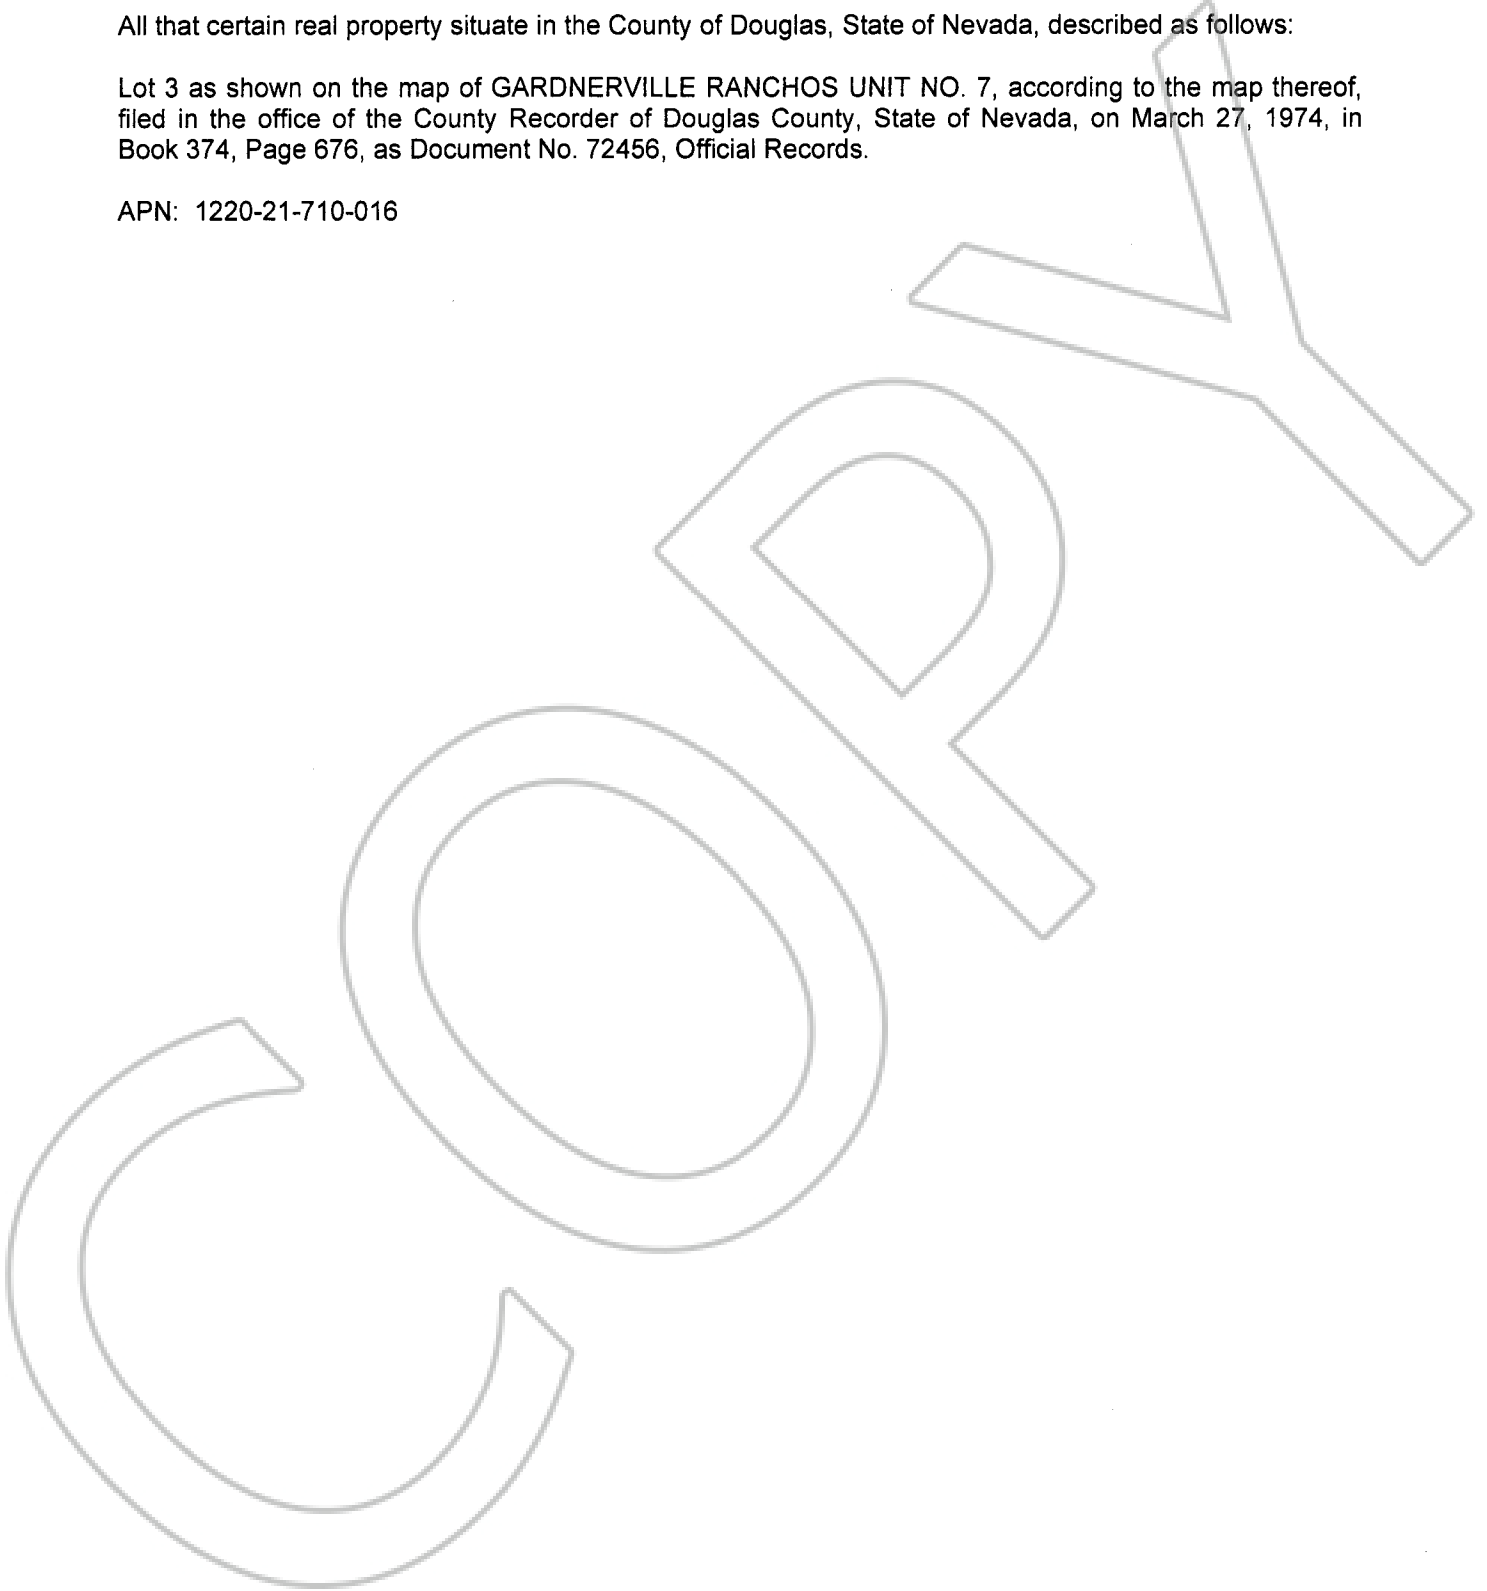 All that certain real property situate in the County of Douglas, State of Nevada, described as follows:
Lot 3 as shown on the map of GARDNERVILLE RANCHOS UNIT NO. 7, according to the map thereof,
filed in the office of the County Recorder of Douglas County, State of Nevada, on March 27, 1974, in
Book 374, Page 676, as Document No. 72456, Official Records.
APN: 1220-21-710-016
COPY